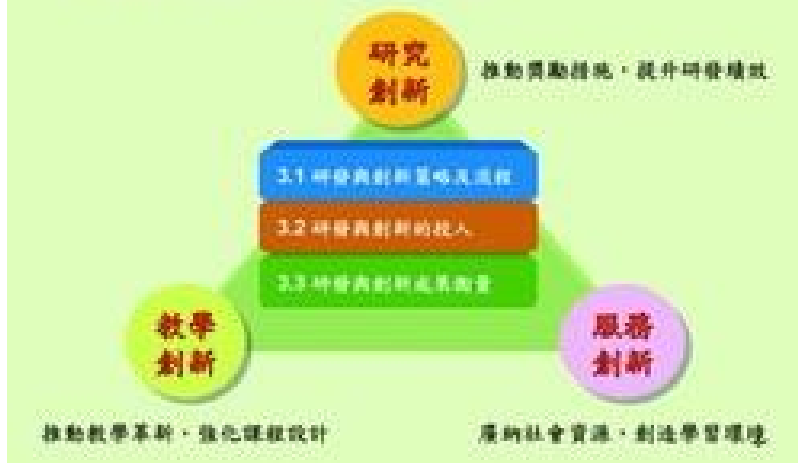 研究
創新
推動獎勵措施，提升研發績效
3.1 研發與創新策略及流程
3.2 研發與創新的投入
3.3 研發與創新成果衡量
教學
創新
服務
創新
推動教學革新，強化課程設計
廣納社會資源，創造學習環境